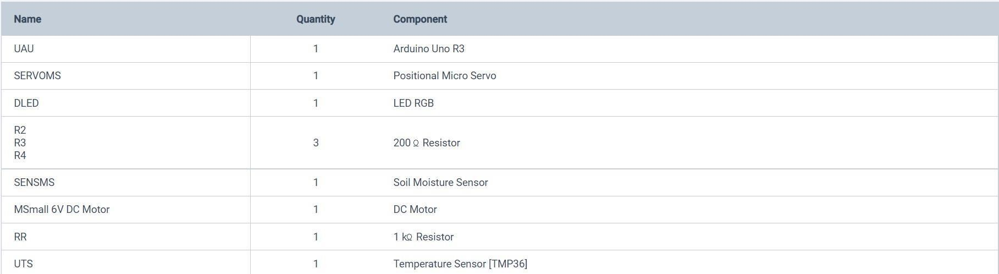 Name Quantity Component
UAU 1 Arduino Uno R3
SERVOMS 1 Positional Micro Servo
DLED 1 LED RGB
R2
R3 3 200 Ω Resistor
R4
SENSMS 1 Soil Moisture Sensor
MSmall 6V DC Motor 1 DC Motor
RR 1 1 kΩ Resistor
UTS 1 Temperature Sensor [TMP36]